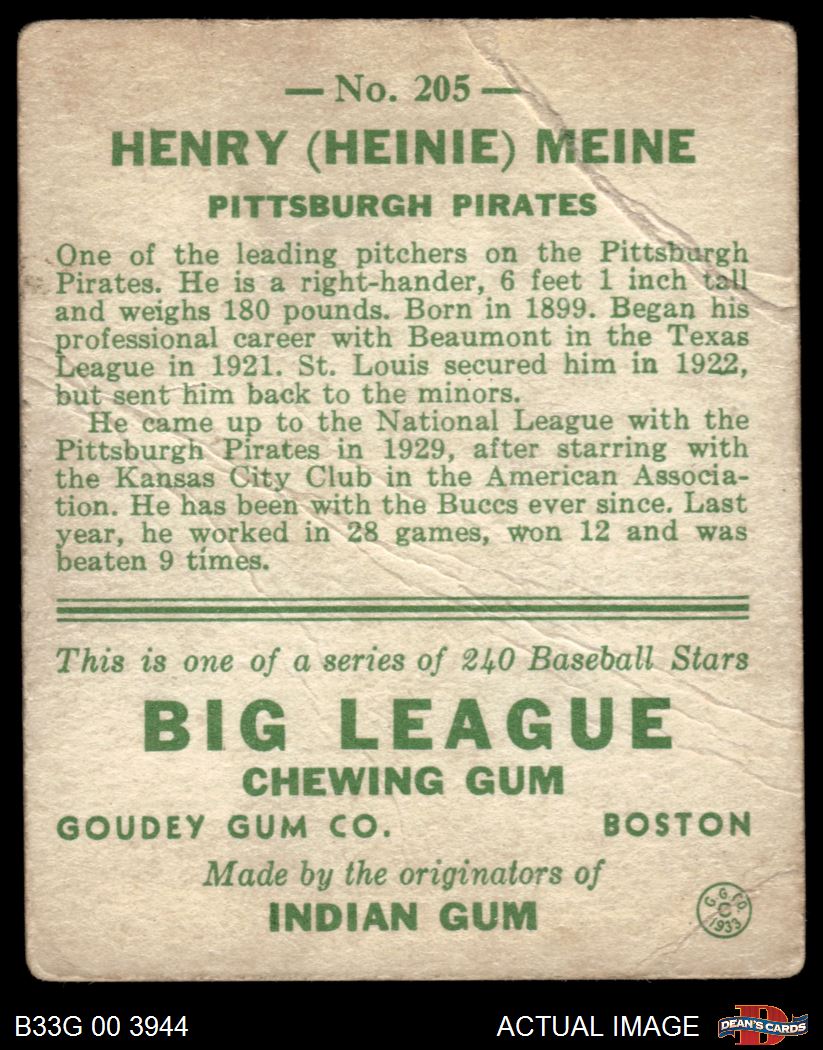 — No. 205 —
HENRY (HEINIE) MEINE
PITTSBURGH PIRATES
One of the leading pitchers on the Pittsburgh
Pirates. He is a right-hander, 6 feet 1 inch tall
and weighs 180 pounds. Born in 1899. Began his
professional career with Beaumont in the Texas
League in 1921. St. Louis secured him in 1922,
but sent him back to the minors.
He came up to the National League with the
Pittsburgh Pirates in 1929, after starring with
the Kansas City Club in the American Associa-
tion. He has been with the Buccs ever since. Last
year, he worked in 28 games, won 12 and was
beaten 9 times.
This is one of a series of 240 Baseball Stars
BIG LEAGUE
CHEWING GUM
GOUDEY GUM CO. BOSTON
Made by the originators of
INDIAN GUM
G. G. CO
C
1933
B33G 00 3944
ACTUAL IMAGE
D
DEAN'S CARDS